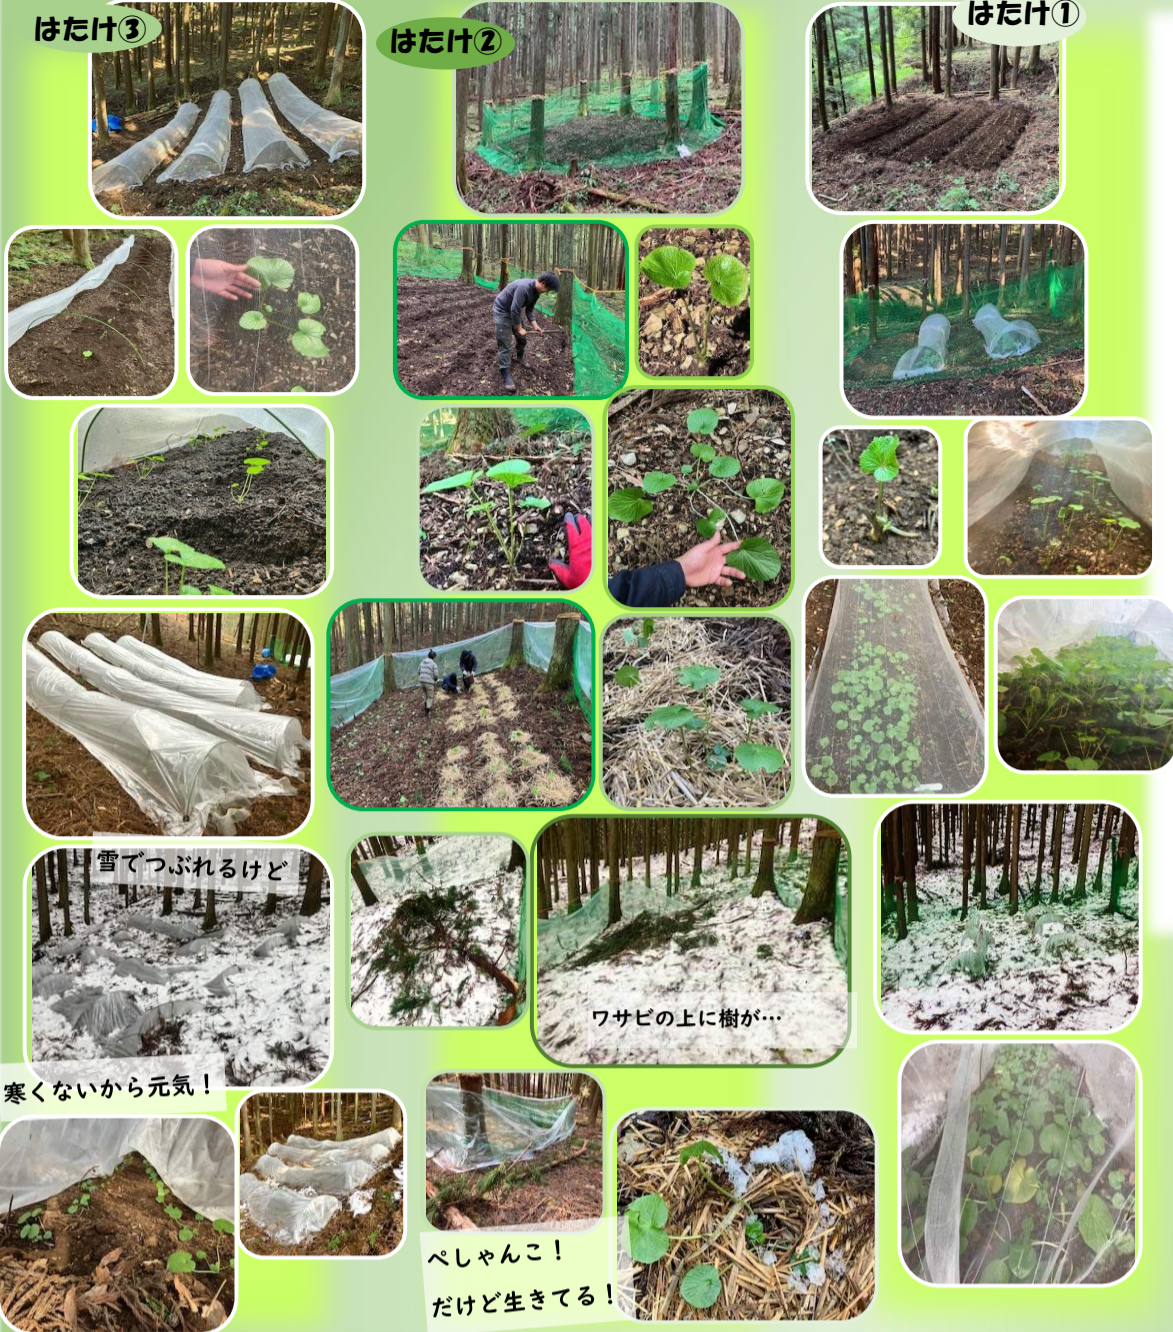 はたけ③
はたけ②
はたけ①
雪でつぶれるけど
ワサビの上に樹が…
寒くないから元気！
ぺしゃんこ！
だけど生きてる！